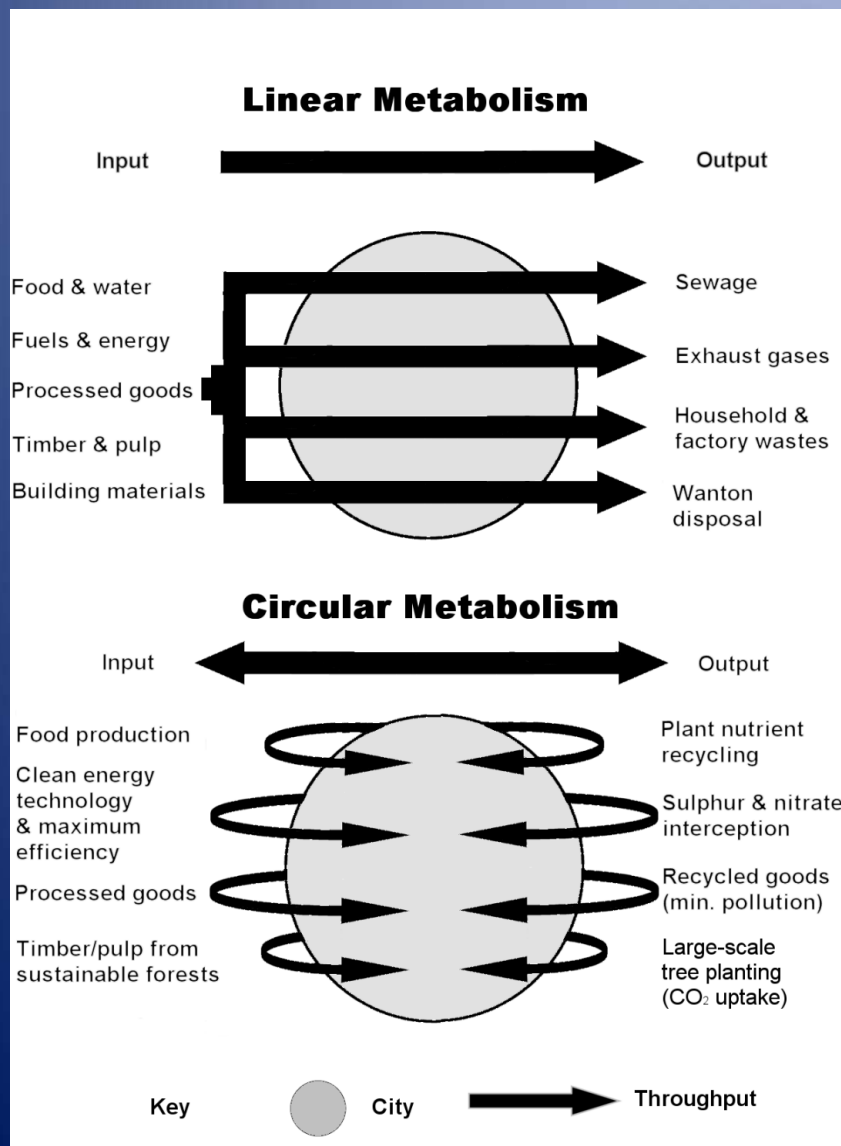 Linear Metabolism
Input
Output
Food & water
Fuels & energy
Processed goods
Timber & pulp
Building materials
Sewage
Exhaust gases
Household &
factory wastes
Wanton
disposal
Circular Metabolism
Input
Output
Food production
Clean energy
technology
& maximum
efficiency
Processed goods
Timber/pulp from
sustainable forests
Plant nutrient
recycling
Sulphur & nitrate
interception
Recycled goods
(min. pollution)
Large-scale
tree planting
(CO₂ uptake)
Key
City
Throughput